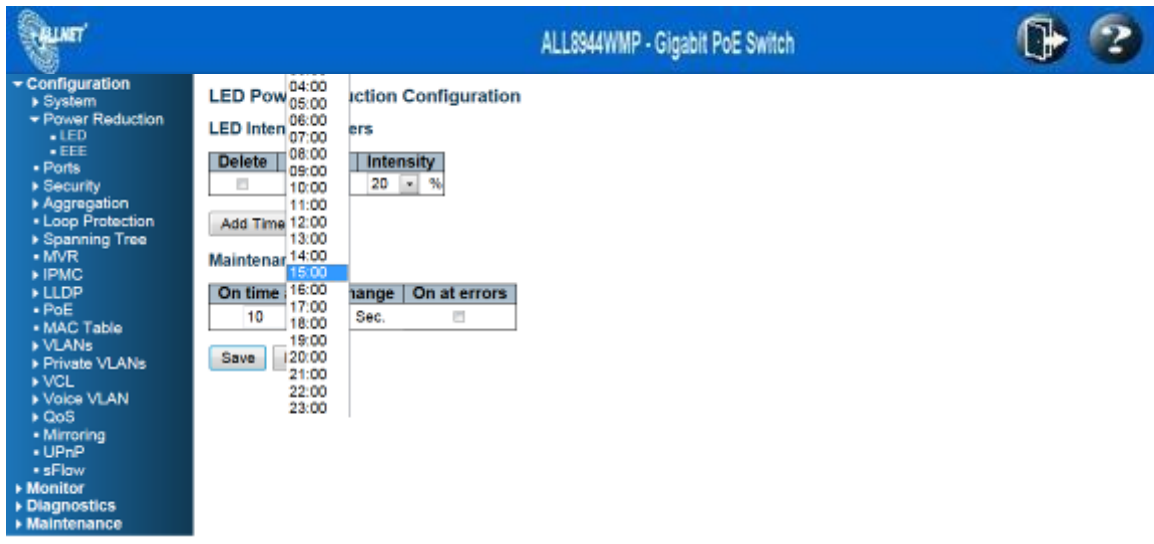 ALLNET
ALL8944WMP - Gigabit PoE Switch
Configuration
System
Power Reduction
LED
EEE
Ports
Security
Aggregation
Loop Protection
Spanning Tree
MVR
IPMC
LLDP
PoE
MAC Table
VLANs
Private VLANs
VCL
Voice VLAN
QoS
Mirroring
UPnP
sFlow
Monitor
Diagnostics
Maintenance
LED Pow uction Configuration
LED Inten ers
Delete Intensity
20 %
Add Time
Maintenan
On time hange On at errors
10 Sec.
Save
04:00
05:00
06:00
07:00
08:00
09:00
10:00
11:00
12:00
13:00
14:00
15:00
16:00
17:00
18:00
19:00
20:00
21:00
22:00
23:00